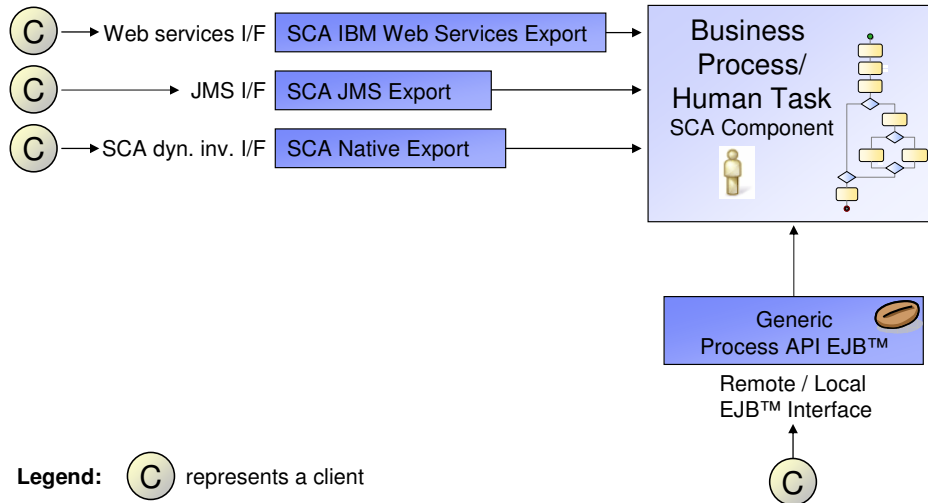 C Web services I/F SCA IBM Web Services Export
C JMS I/F SCA JMS Export
C SCA dyn. inv. I/F SCA Native Export
Business
Process/
Human Task
SCA Component
Generic
Process API EJB™
Remote / Local
EJB™ Interface
C
Legend: C represents a client